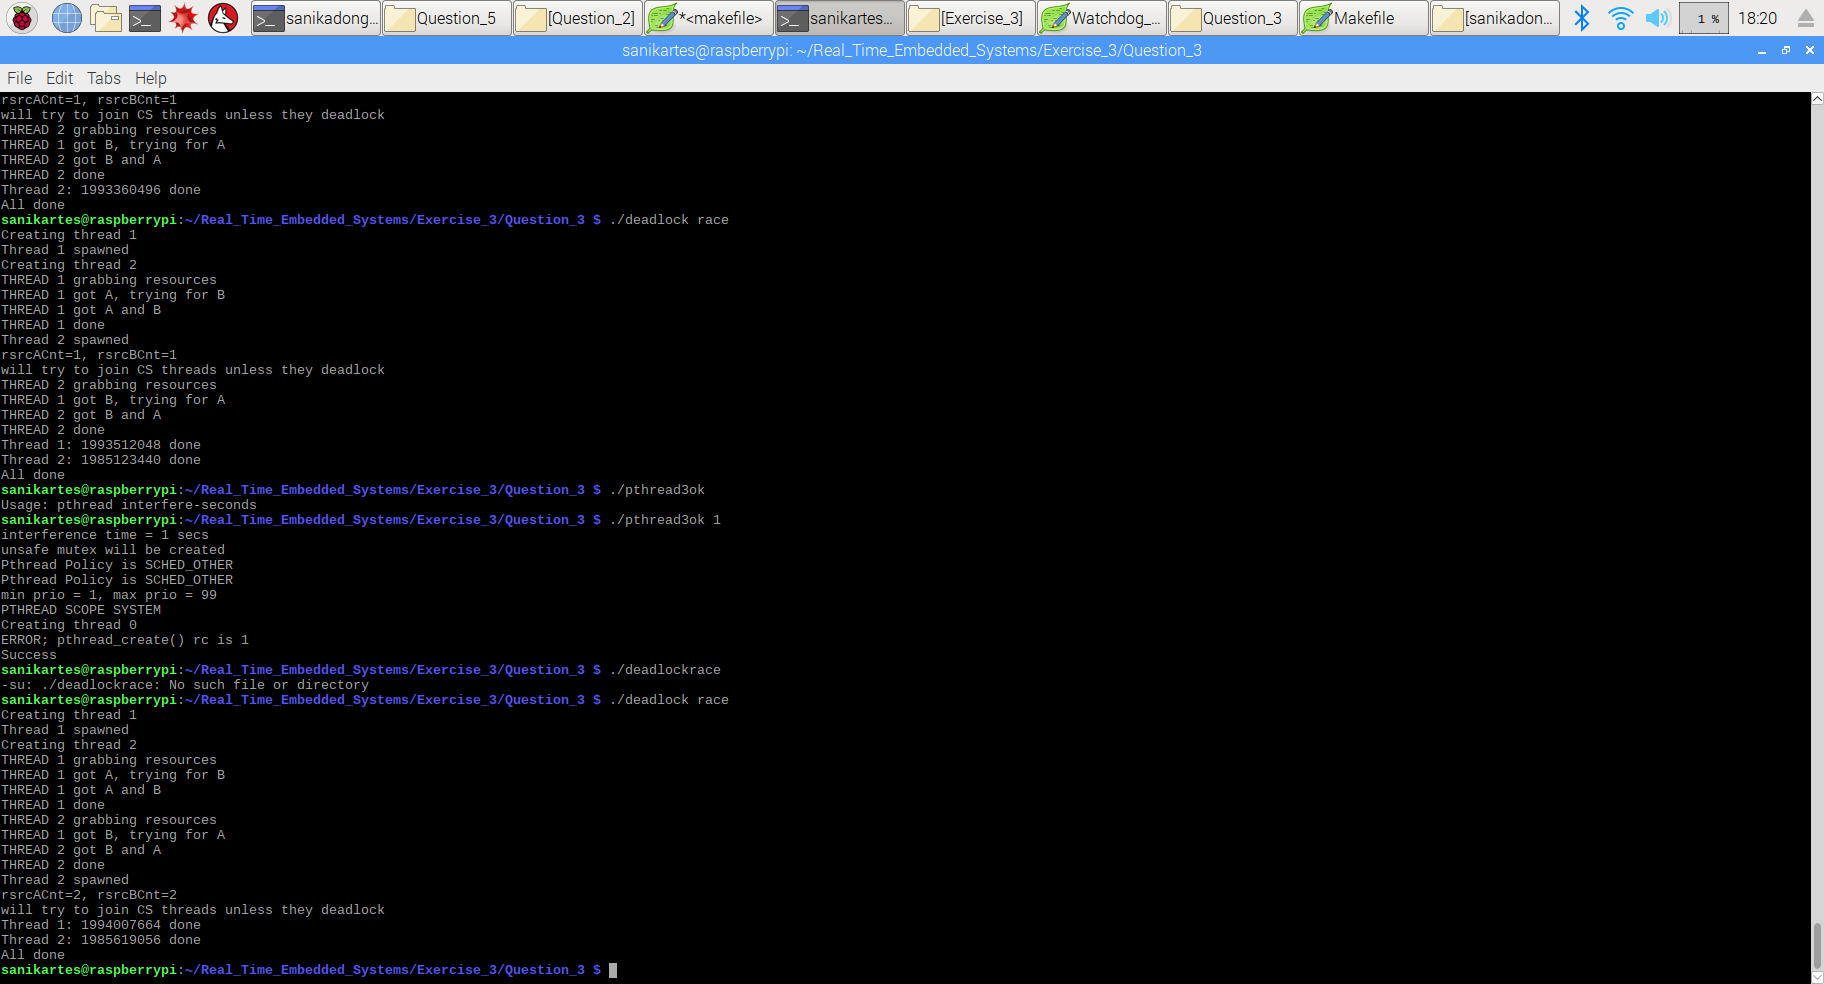 sanikadong... Question_5 [Question_2] *<makefile> sanikartes... [Exercise_3] Watchdog_... Question_3 Makefile [sanikadon... 1 % 18:20
sanikartes@raspberrypi: ~/Real_Time_Embedded_Systems/Exercise_3/Question_3
File Edit Tabs Help
rsrcACnt=1, rsrcBCnt=1
will try to join CS threads unless they deadlock
THREAD 2 grabbing resources
THREAD 1 got B, trying for A
THREAD 2 got B and A
THREAD 2 done
Thread 2: 1993360496 done
All done
sanikartes@raspberrypi:~/Real_Time_Embedded_Systems/Exercise_3/Question_3 $ ./deadlock race
Creating thread 1
Thread 1 spawned
Creating thread 2
THREAD 1 grabbing resources
THREAD 1 got A, trying for B
THREAD 1 got A and B
THREAD 1 done
Thread 2 spawned
rsrcACnt=1, rsrcBCnt=1
will try to join CS threads unless they deadlock
THREAD 2 grabbing resources
THREAD 1 got B, trying for A
THREAD 2 got B and A
THREAD 2 done
Thread 1: 1993512048 done
Thread 2: 1985123440 done
All done
sanikartes@raspberrypi:~/Real_Time_Embedded_Systems/Exercise_3/Question_3 $ ./pthread3ok
Usage: pthread interfere-seconds
sanikartes@raspberrypi:~/Real_Time_Embedded_Systems/Exercise_3/Question_3 $ ./pthread3ok 1
interference time = 1 secs
unsafe mutex will be created
Pthread Policy is SCHED_OTHER
Pthread Policy is SCHED_OTHER
min prio = 1, max prio = 99
PTHREAD SCOPE SYSTEM
Creating thread 0
ERROR; pthread_create() rc is 1
Success
sanikartes@raspberrypi:~/Real_Time_Embedded_Systems/Exercise_3/Question_3 $ ./deadlockrace
-su: ./deadlockrace: No such file or directory
sanikartes@raspberrypi:~/Real_Time_Embedded_Systems/Exercise_3/Question_3 $ ./deadlock race
Creating thread 1
Thread 1 spawned
Creating thread 2
THREAD 1 grabbing resources
THREAD 1 got A, trying for B
THREAD 1 got A and B
THREAD 1 done
THREAD 2 grabbing resources
THREAD 1 got B, trying for A
THREAD 2 got B and A
THREAD 2 done
Thread 2 spawned
rsrcACnt=2, rsrcBCnt=2
will try to join CS threads unless they deadlock
Thread 1: 1994007664 done
Thread 2: 1985619056 done
All done
sanikartes@raspberrypi:~/Real_Time_Embedded_Systems/Exercise_3/Question_3 $